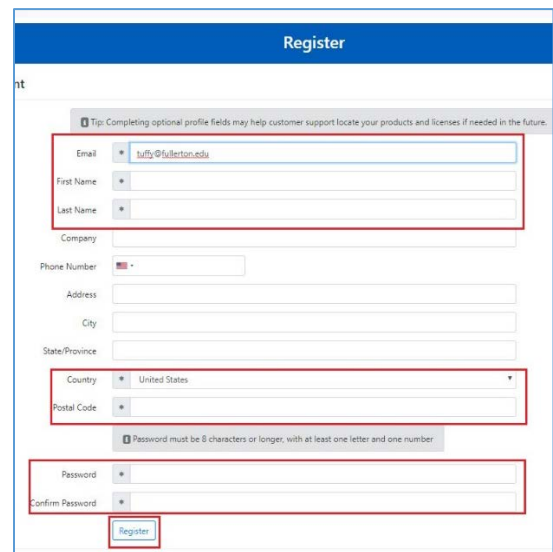 Register
nt
Tip: Completing optional profile fields may help customer support locate your products and licenses if needed in the future.
Email * tuffy@fullerton.edu
First Name *
Last Name *
Company
Phone Number
Address
City
State/Province
Country * United States
Postal Code *
Password must be 8 characters or longer, with at least one letter and one number
Password *
Confirm Password *
Register